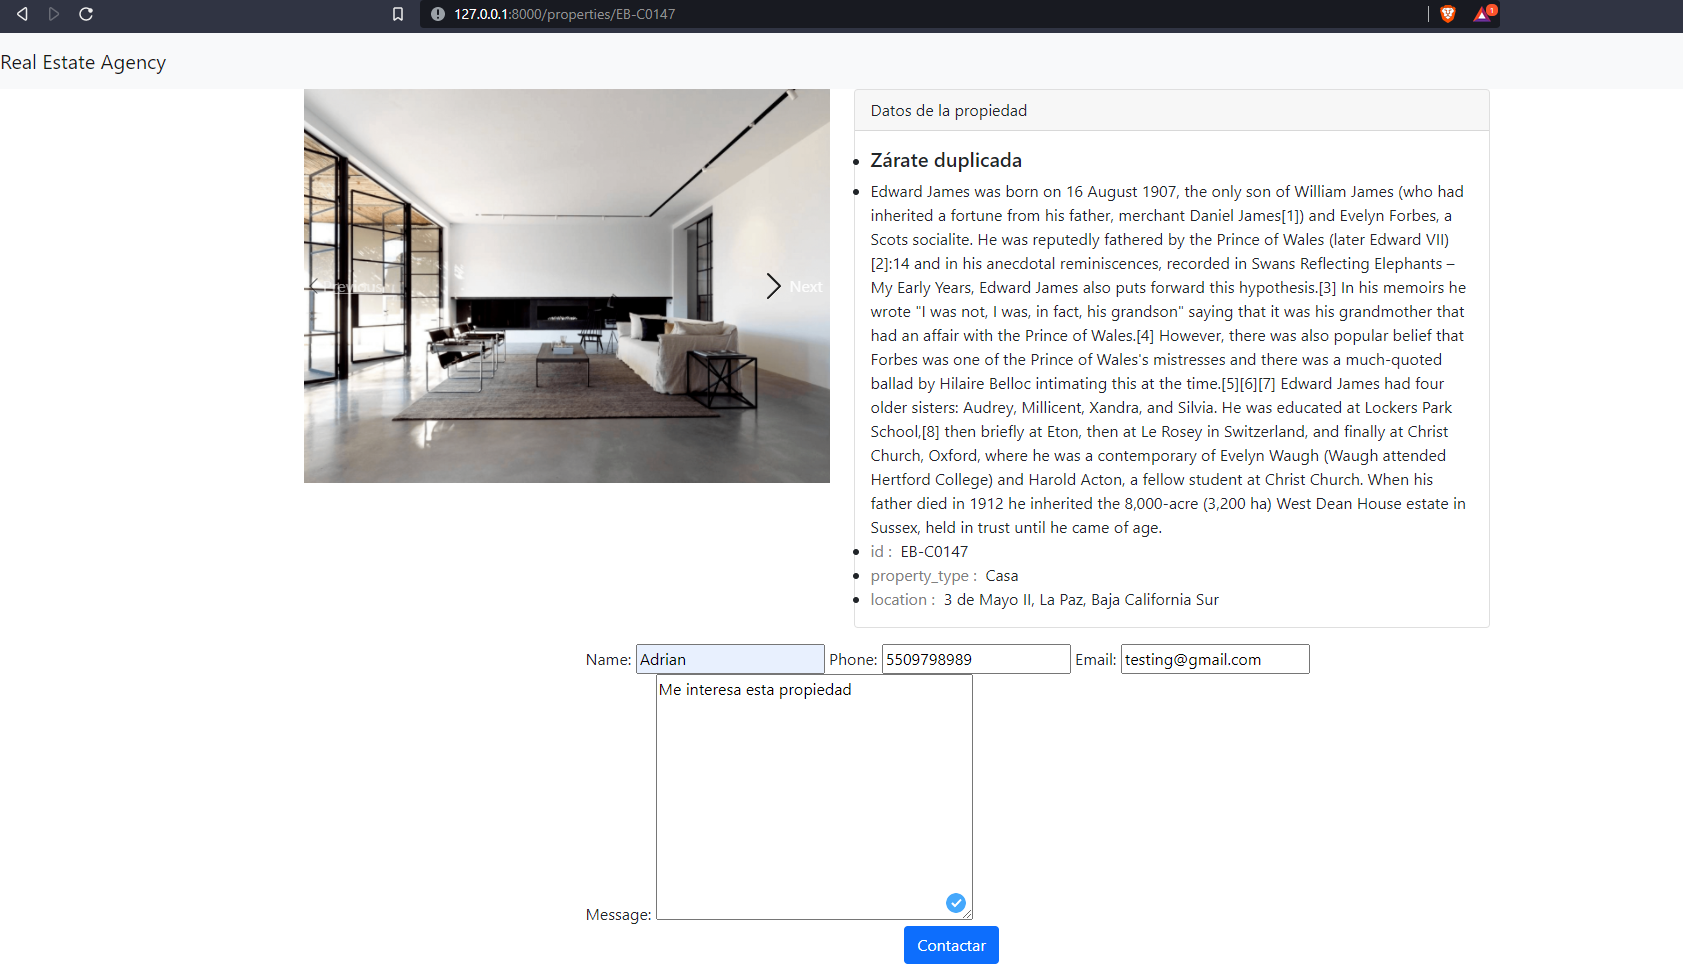 127.0.0.1:8000/properties/EB-C0147
1
Real Estate Agency
Previous
Next
Datos de la propiedad
Zárate duplicada
Edward James was born on 16 August 1907, the only son of William James (who had
inherited a fortune from his father, merchant Daniel James[1]) and Evelyn Forbes, a
Scots socialite. He was reputedly fathered by the Prince of Wales (later Edward VII)
[2]:14 and in his anecdotal reminiscences, recorded in Swans Reflecting Elephants –
My Early Years, Edward James also puts forward this hypothesis.[3] In his memoirs he
wrote "I was not, I was, in fact, his grandson" saying that it was his grandmother that
had an affair with the Prince of Wales.[4] However, there was also popular belief that
Forbes was one of the Prince of Wales's mistresses and there was a much-quoted
ballad by Hilaire Belloc intimating this at the time.[5][6][7] Edward James had four
older sisters: Audrey, Millicent, Xandra, and Silvia. He was educated at Lockers Park
School,[8] then briefly at Eton, then at Le Rosey in Switzerland, and finally at Christ
Church, Oxford, where he was a contemporary of Evelyn Waugh (Waugh attended
Hertford College) and Harold Acton, a fellow student at Christ Church. When his
father died in 1912 he inherited the 8,000-acre (3,200 ha) West Dean House estate in
Sussex, held in trust until he came of age.
id : EB-C0147
property_type : Casa
location : 3 de Mayo II, La Paz, Baja California Sur
Name: Adrian Phone: 5509798989 Email: testing@gmail.com
Me interesa esta propiedad
Message:
Contactar